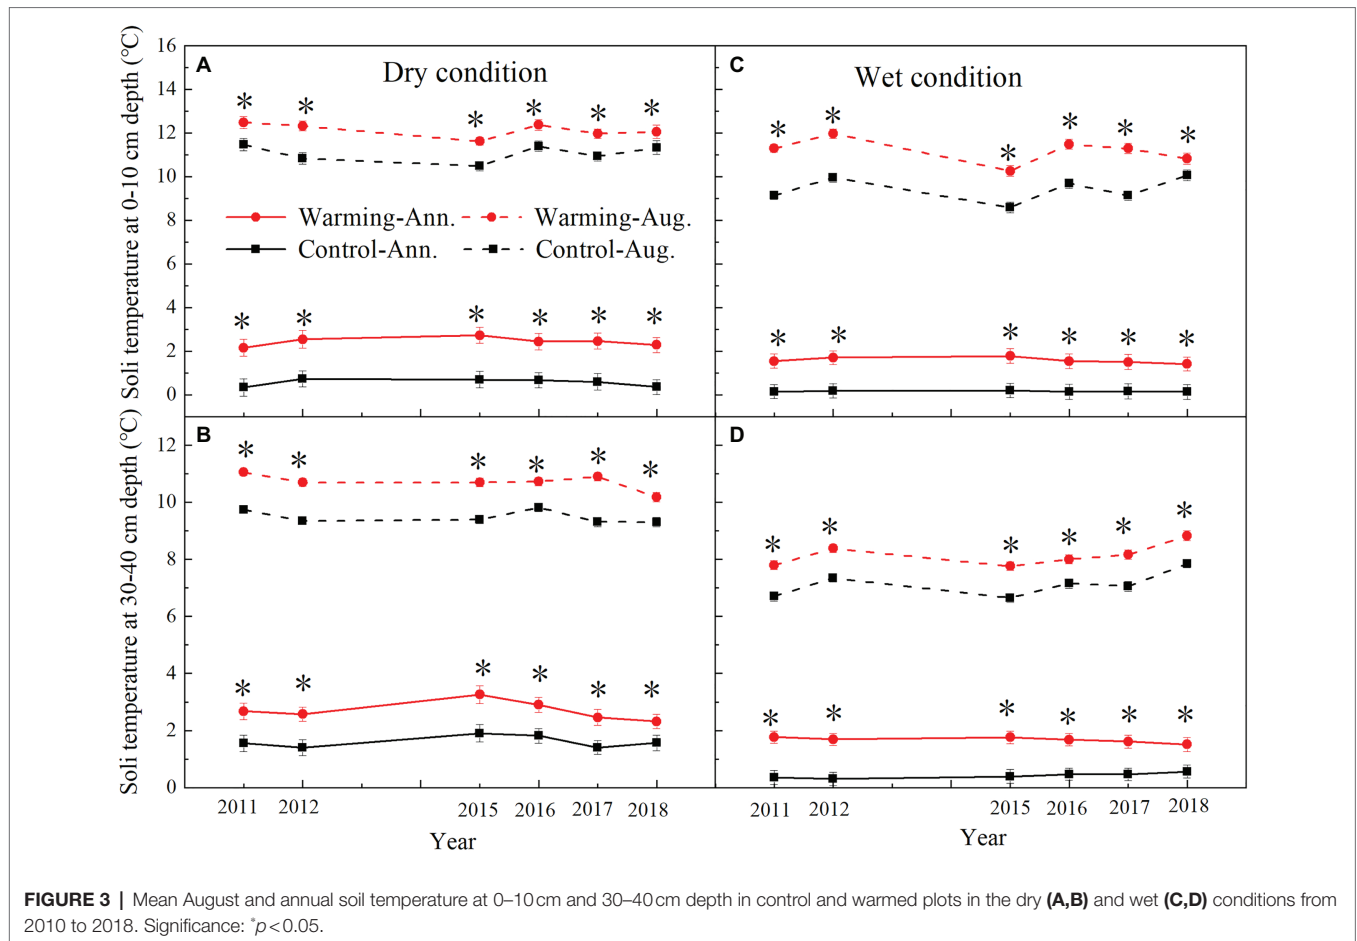 Soli temperature at 0-10 cm depth (°C)
16
14
12
10
8
6
4
2
0
A
Dry condition
* * * * * *
Warming-Ann.
Warming-Aug.
Control-Ann.
Control-Aug.
* * * * * *
C
Wet condition
* * * * * *
* * * * * *
Soli temperature at 30-40 cm depth (°C)
12
10
8
6
4
2
0
B
* * * * * *
* * * * * *
2011 2012 2015 2016 2017 2018
Year
D
* * * * * *
* * * * * *
2011 2012 2015 2016 2017 2018
Year
FIGURE 3 | Mean August and annual soil temperature at 0–10 cm and 30–40 cm depth in control and warmed plots in the dry (A,B) and wet (C,D) conditions from
2010 to 2018. Significance: *p < 0.05.